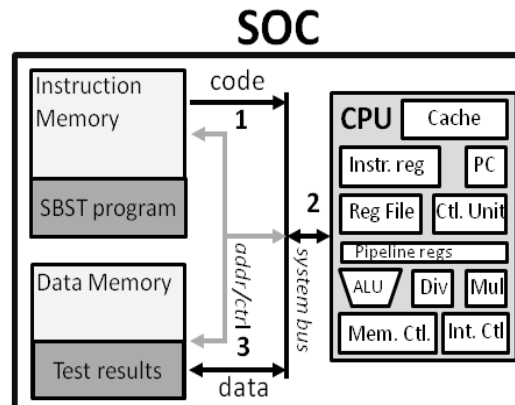 SOC
Instruction
Memory
SBST program
Data Memory
Test results
code
1
addr/ctrl
3
data
2
system bus
CPU
Cache
Instr. reg
PC
Reg File
Ctl. Unit
Pipeline regs
ALU
Div
Mul
Mem. Ctl.
Int. Ctl